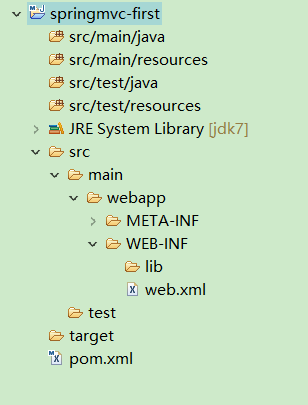 springmvc-first
src/main/java
src/main/resources
src/test/java
src/test/resources
JRE System Library [jdk7]
src
main
webapp
META-INF
WEB-INF
lib
web.xml
test
target
pom.xml